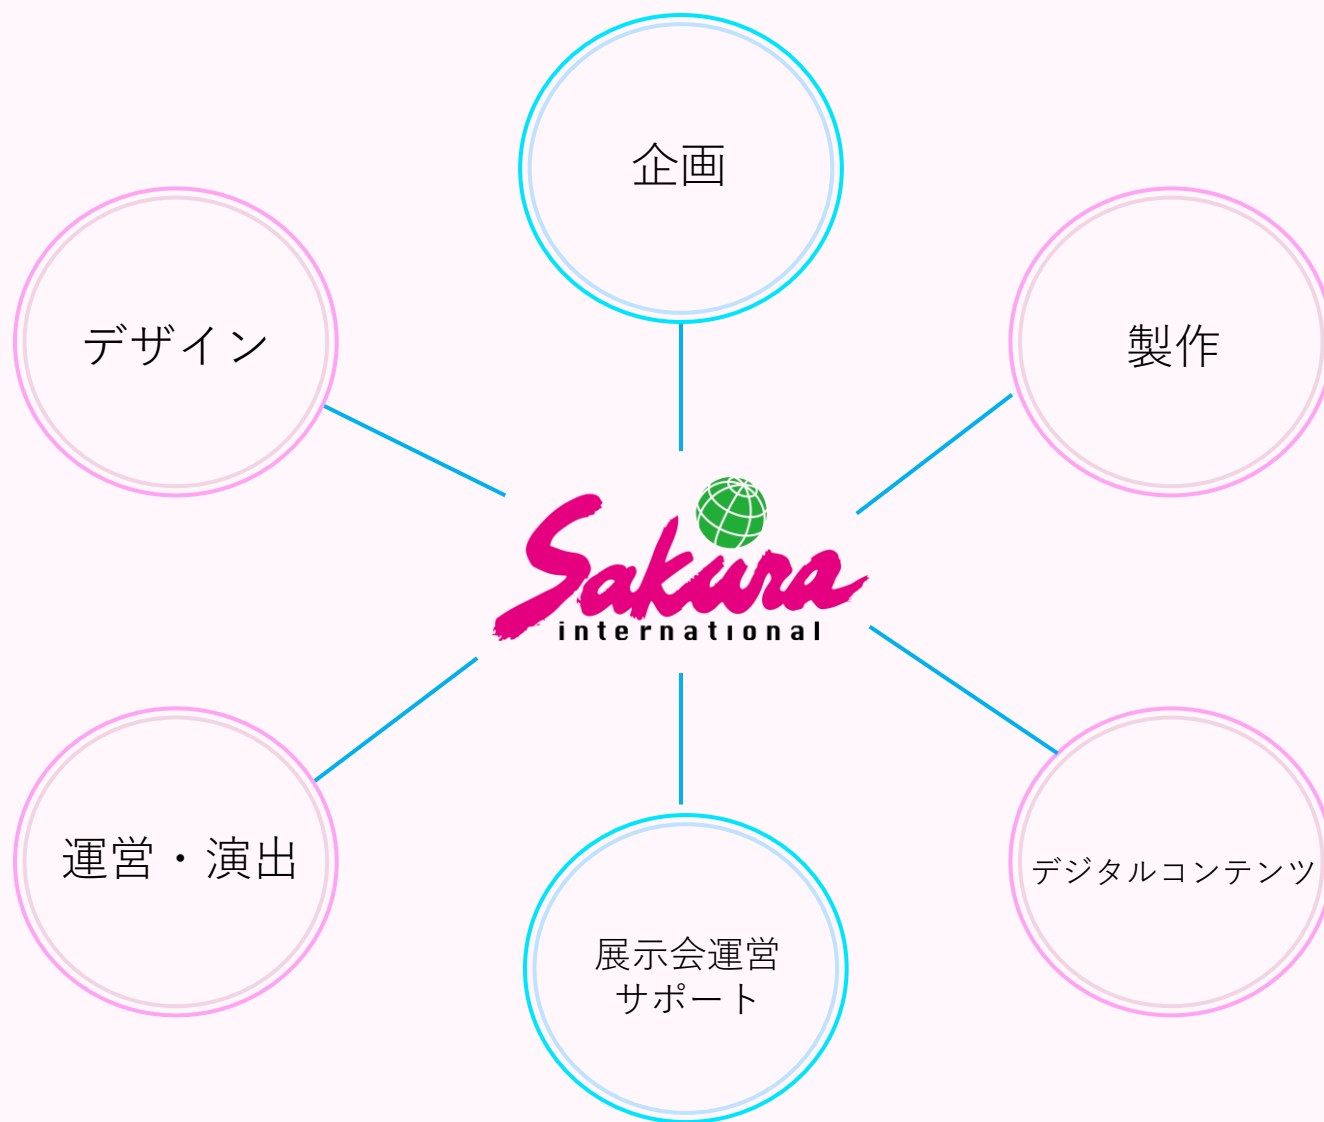 企画
デザイン
製作
Sakura
international
運営・演出
デジタルコンテンツ
展示会運営
サポート